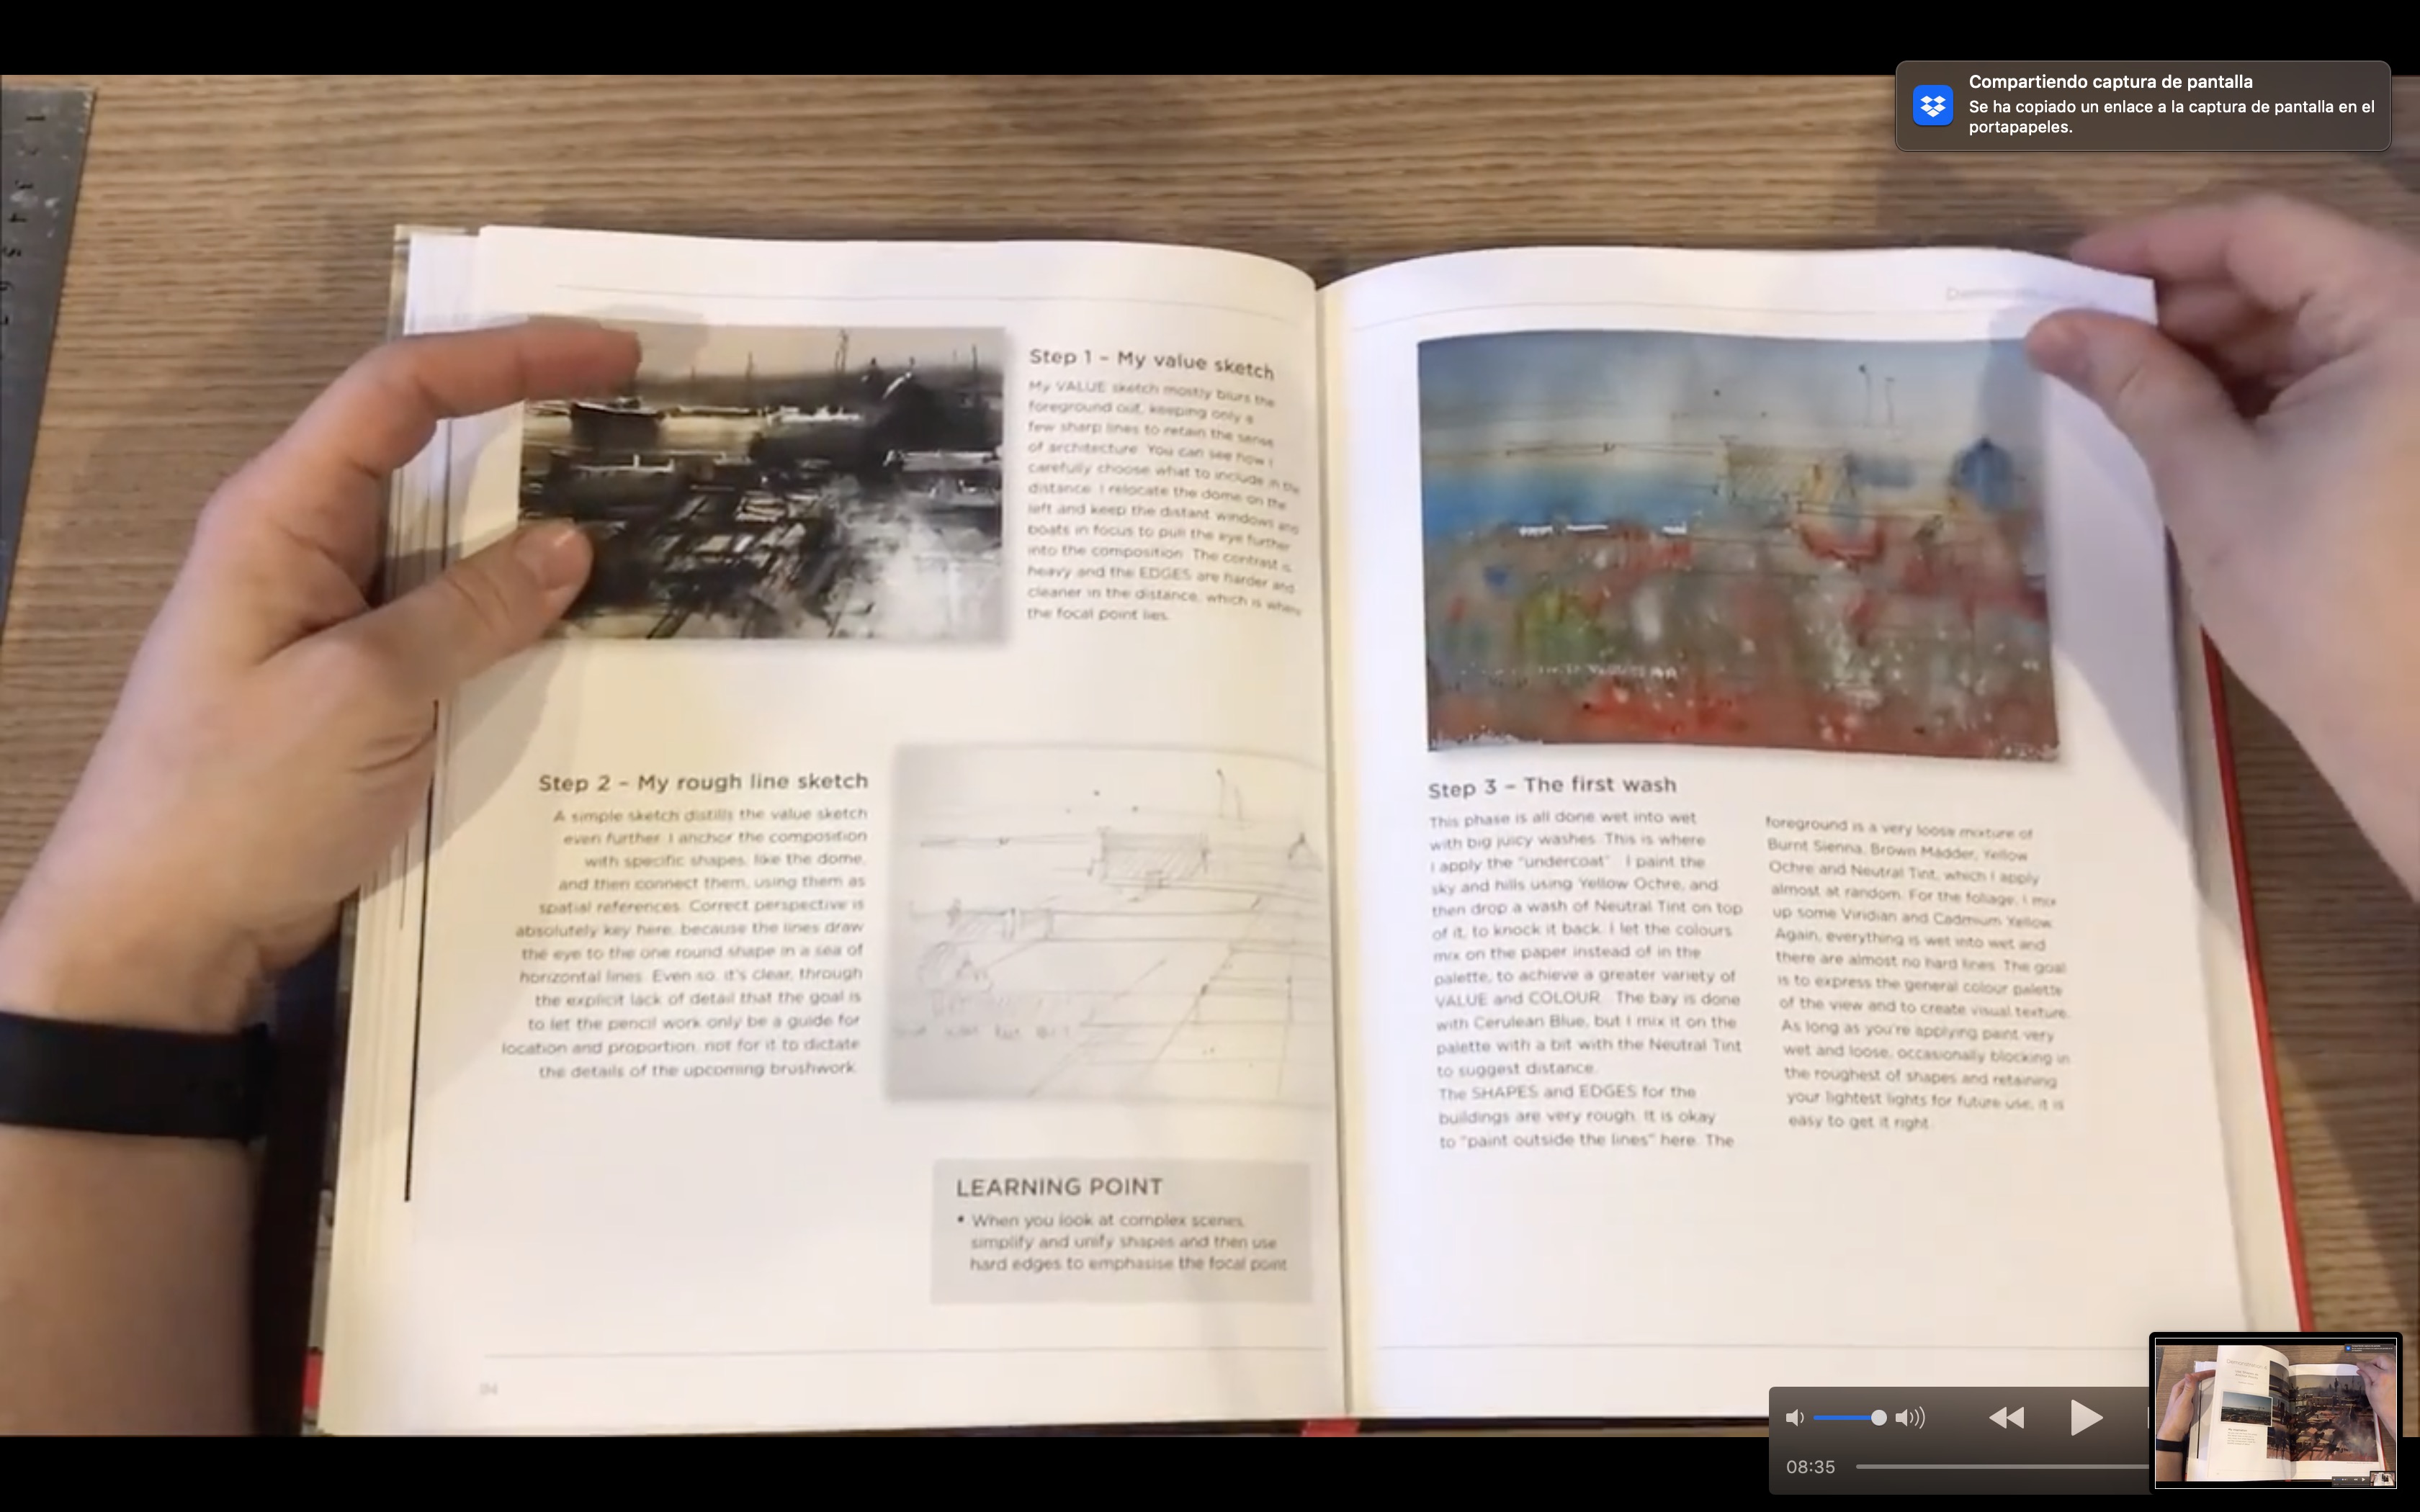 Compartiendo captura de pantalla
Se ha copiado un enlace a la captura de pantalla en el
portapapeles.
Step 1 – My value sketch
My VALUE sketch mostly blurs the
foreground out, keeping only a
few sharp lines to retain the sense
of architecture. You can see how I
carefully choose what to include in the
distance. I relocate the dome on the
left and keep the distant windows and
boats in focus to pull the eye further
into the composition. The contrast is
heavy and the EDGES are harder and
cleaner in the distance, which is where
the focal point lies.
Step 2 – My rough line sketch
A simple sketch distills the value sketch
even further. I anchor the composition
with specific shapes, like the dome,
and then connect them, using them as
spatial references. Correct perspective is
absolutely key here, because the lines draw
the eye to the one round shape in a sea of
horizontal lines. Even so, it's clear, through
the explicit lack of detail that the goal is
to let the pencil work only be a guide for
location and proportion, not for it to dictate
the details of the upcoming brushwork.
LEARNING POINT
• When you look at complex scenes,
simplify and unify shapes and then use
hard edges to emphasise the focal point
94
Step 3 – The first wash
This phase is all done wet into wet
with big juicy washes. This is where
I apply the "undercoat". I paint the
sky and hills using Yellow Ochre, and
then drop a wash of Neutral Tint on top
of it, to knock it back. I let the colours
mix on the paper instead of in the
palette, to achieve a greater variety of
VALUE and COLOUR. The bay is done
with Cerulean Blue, but I mix it on the
palette with a bit with the Neutral Tint
to suggest distance.
The SHAPES and EDGES for the
buildings are very rough. It is okay
to "paint outside the lines" here. The
foreground is a very loose mixture of
Burnt Sienna, Brown Madder, Yellow
Ochre and Neutral Tint, which I apply
almost at random. For the foliage, I mix
up some Viridian and Cadmium Yellow.
Again, everything is wet into wet and
there are almost no hard lines. The goal
is to express the general colour palette
of the view and to create visual texture.
As long as you're applying paint very
wet and loose, occasionally blocking in
the roughest of shapes and retaining
your lightest lights for future use, it is
easy to get it right.
08:35